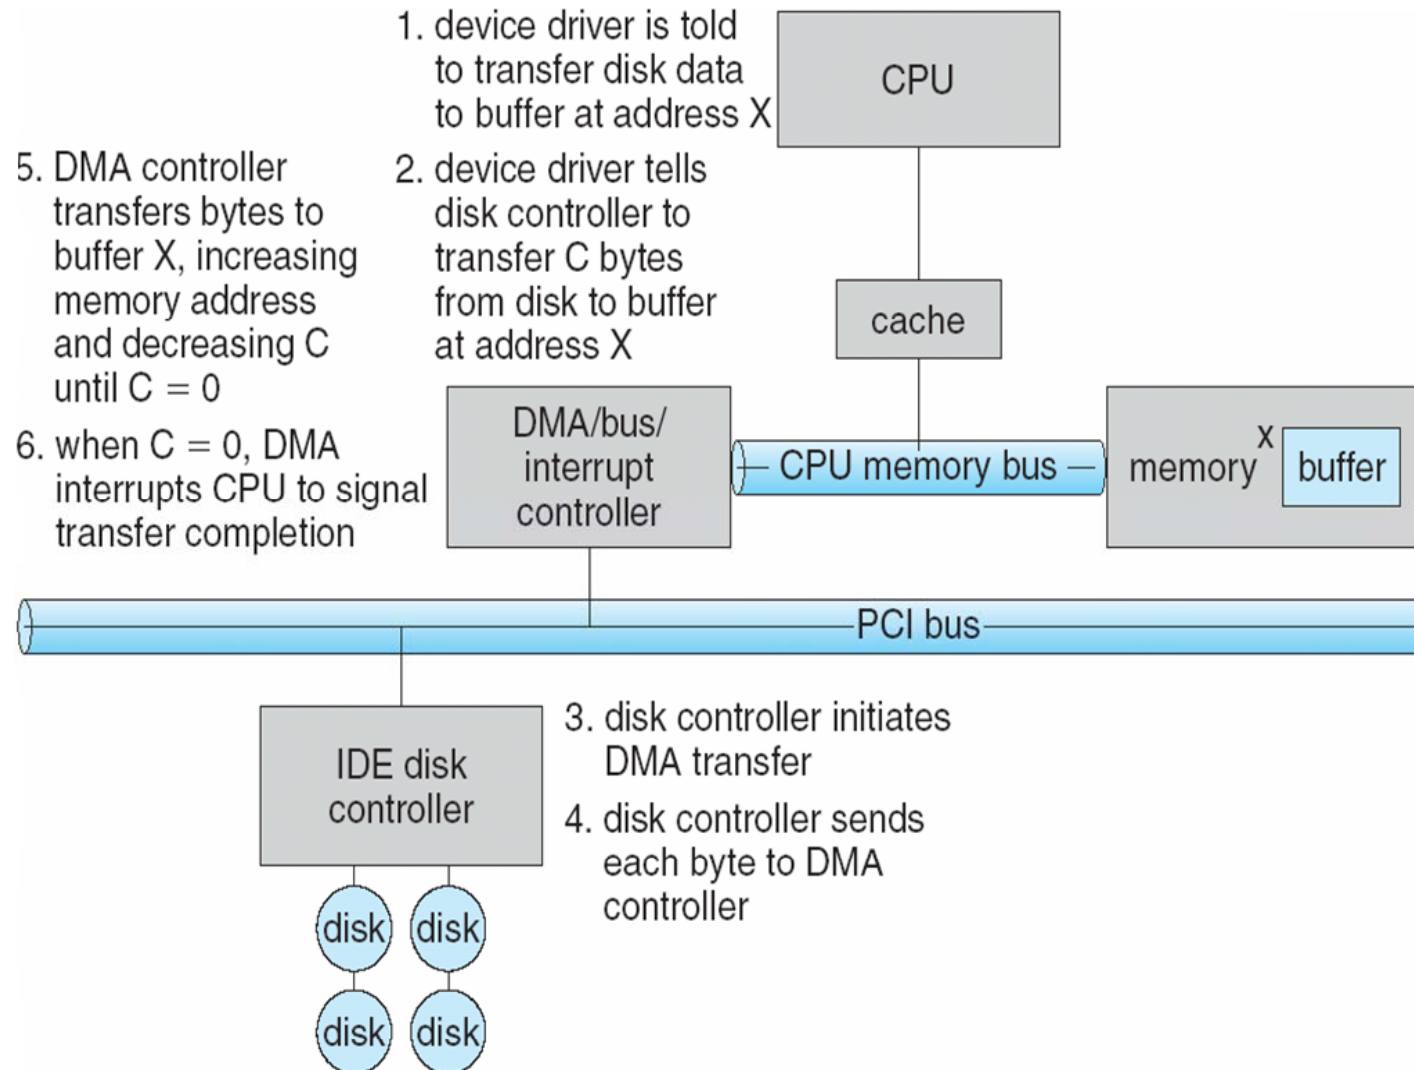 1. device driver is told
to transfer disk data
to buffer at address X
CPU
5. DMA controller
transfers bytes to
buffer X, increasing
memory address
and decreasing C
until C = 0
2. device driver tells
disk controller to
transfer C bytes
from disk to buffer
at address X
cache
6. when C = 0, DMA
interrupts CPU to signal
transfer completion
DMA/bus/
interrupt
controller
CPU memory bus
memory
X
buffer
PCI bus
IDE disk
controller
3. disk controller initiates
DMA transfer
4. disk controller sends
each byte to DMA
controller
disk
disk
disk
disk